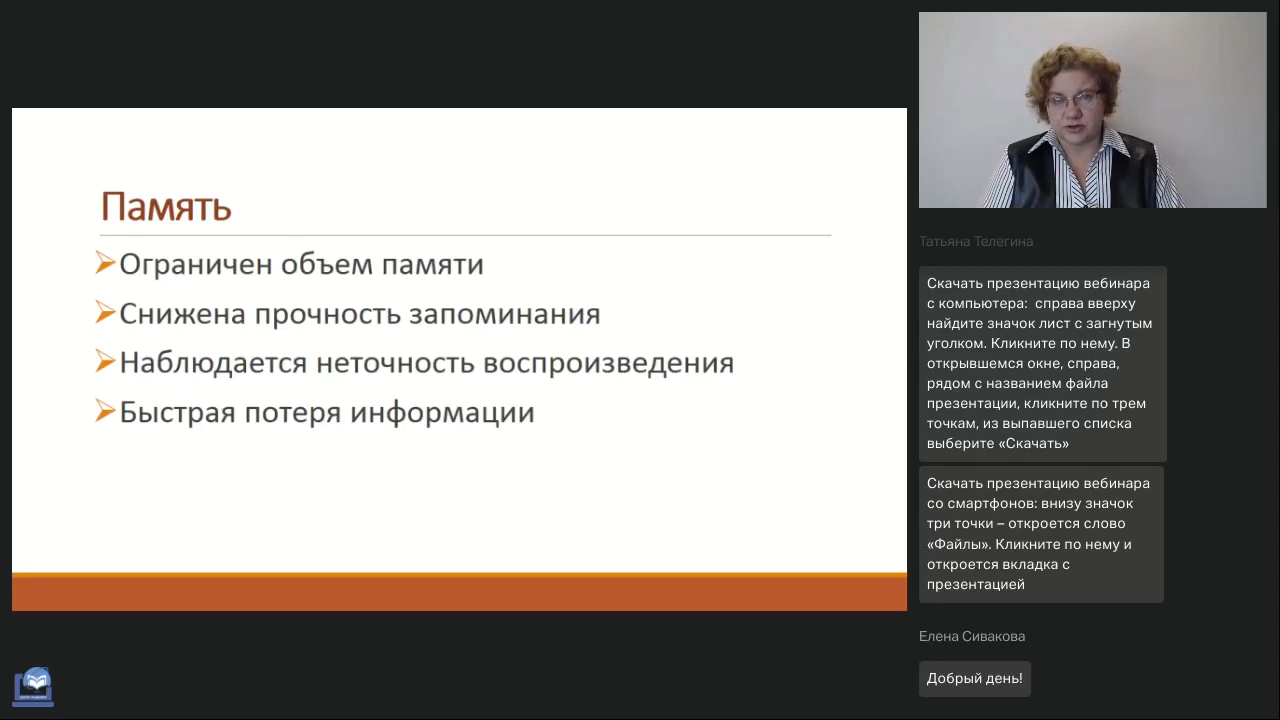 Память
Ограничен объем памяти
Снижена прочность запоминания
Наблюдается неточность воспроизведения
Быстрая потеря информации
Татьяна Телегина
Скачать презентацию вебинара
с компьютера: справа вверху
найдите значок лист с загнутым
уголком. Кликните по нему. В
открывшемся окне, справа,
рядом с названием файла
презентации, кликните по трем
точкам, из выпавшего списка
выберите «Скачать»
Скачать презентацию вебинара
со смартфонов: внизу значок
три точки – откроется слово
«Файлы». Кликните по нему и
откроется вкладка с
презентацией
Елена Сивакова
Добрый день!